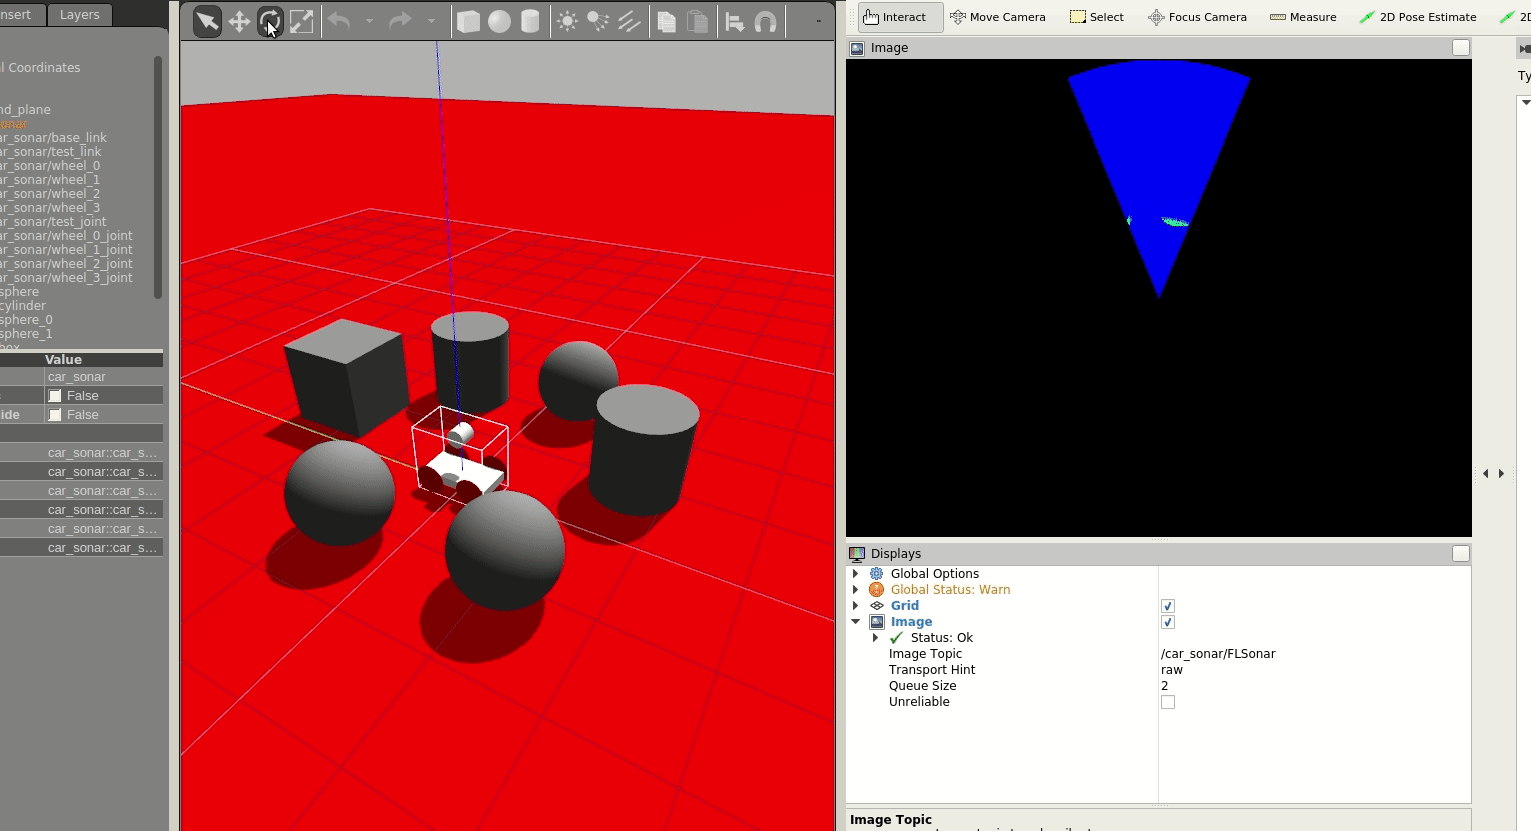 nsert Layers
l Coordinates
nd_plane
sonar
ar_sonar/base_link
ar_sonar/test_link
ar_sonar/wheel_0
ar_sonar/wheel_1
ar_sonar/wheel_2
ar_sonar/wheel_3
ar_sonar/test_joint
ar_sonar/wheel_0_joint
ar_sonar/wheel_1_joint
ar_sonar/wheel_2_joint
ar_sonar/wheel_3_joint
sphere
cylinder
sphere_0
sphere_1
box
Value
car_sonar
False
ide False
car_sonar::car_s...
car_sonar::car_s...
car_sonar::car_s...
car_sonar::car_s...
car_sonar::car_s...
car_sonar::car_s...
Interact Move Camera Select Focus Camera Measure 2D Pose Estimate 2D
Image
Ty
Displays
Global Options
Global Status: Warn
Grid
Image
Status: Ok
Image Topic /car_sonar/FLSonar
Transport Hint raw
Queue Size 2
Unreliable
Image Topic